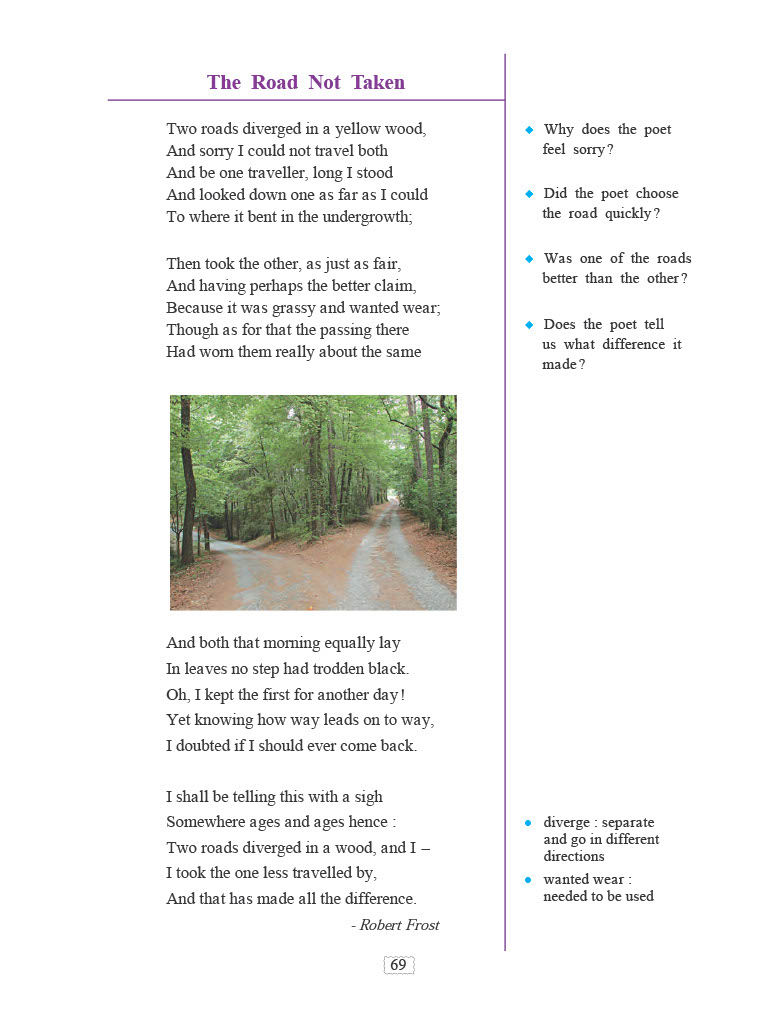 The Road Not Taken
Two roads diverged in a yellow wood,
And sorry I could not travel both
And be one traveller, long I stood
And looked down one as far as I could
To where it bent in the undergrowth;
Then took the other, as just as fair,
And having perhaps the better claim,
Because it was grassy and wanted wear;
Though as for that the passing there
Had worn them really about the same
And both that morning equally lay
In leaves no step had trodden black.
Oh, I kept the first for another day!
Yet knowing how way leads on to way,
I doubted if I should ever come back.
I shall be telling this with a sigh
Somewhere ages and ages hence :
Two roads diverged in a wood, and I –
I took the one less travelled by,
And that has made all the difference.
- Robert Frost
Why does the poet
feel sorry?
Did the poet choose
the road quickly?
Was one of the roads
better than the other?
Does the poet tell
us what difference it
made?
diverge : separate
and go in different
directions
wanted wear :
needed to be used
69